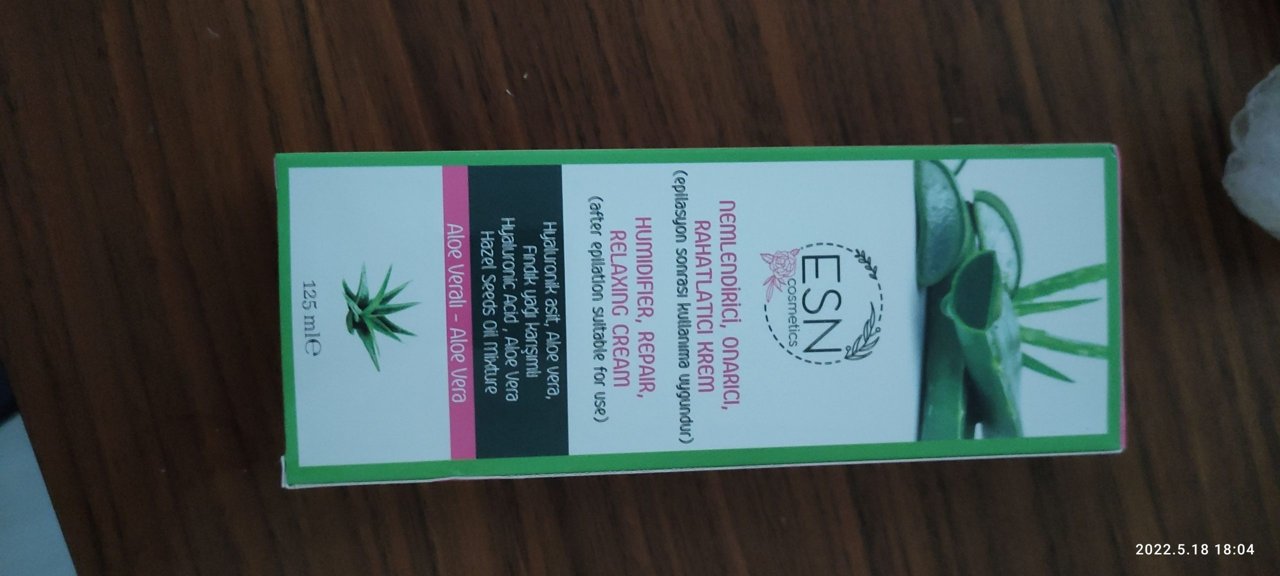 ESN
cosmetics
NEMLENDİRİCİ, ONARICI,
RAHATLATICI KREM
(epilasyon sonrası kullanıma uygundur)
HUMIDIFIER, REPAIR,
RELAXING CREAM
(after epilation suitable for use)
Hyaluronik asit, Aloe vera,
Fındık yağı karışımlı
Hyaluronic Acid , Aloe Vera
Hazel Seeds Oil Mixture
Aloe Veralı - Aloe Vera
125 ml℮
2022.5.18 18:04